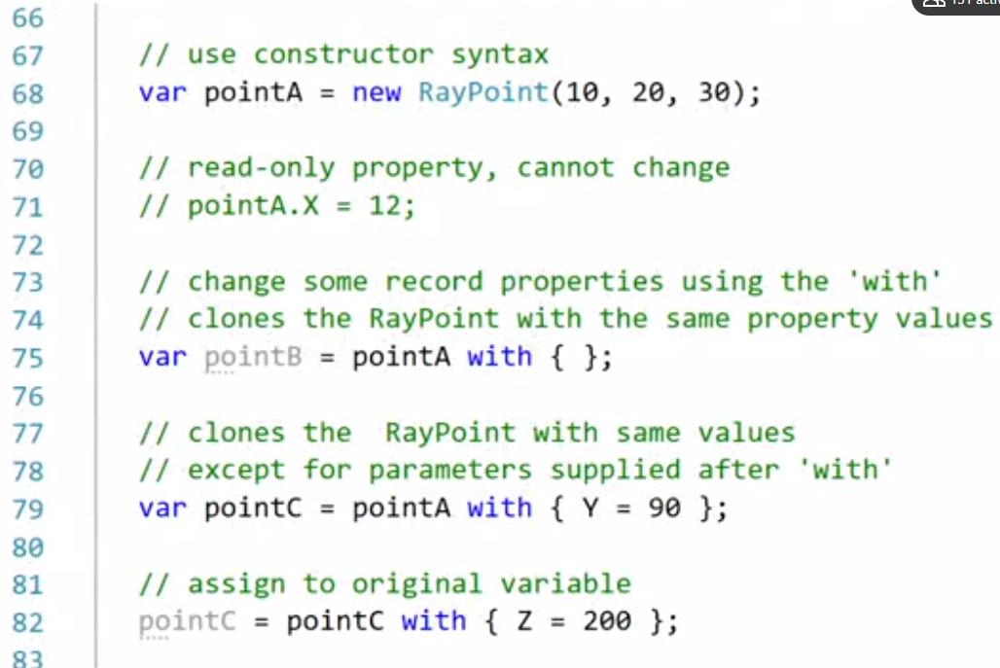 151 acti
66
67 // use constructor syntax
68 var pointA = new RayPoint(10, 20, 30);
69
70 // read-only property, cannot change
71 // pointA.X = 12;
72
73 // change some record properties using the 'with'
74 // clones the RayPoint with the same property values
75 var pointB = pointA with { };
76
77 // clones the  RayPoint with same values
78 // except for parameters supplied after 'with'
79 var pointC = pointA with { Y = 90 };
80
81 // assign to original variable
82 pointC = pointC with { Z = 200 };
83